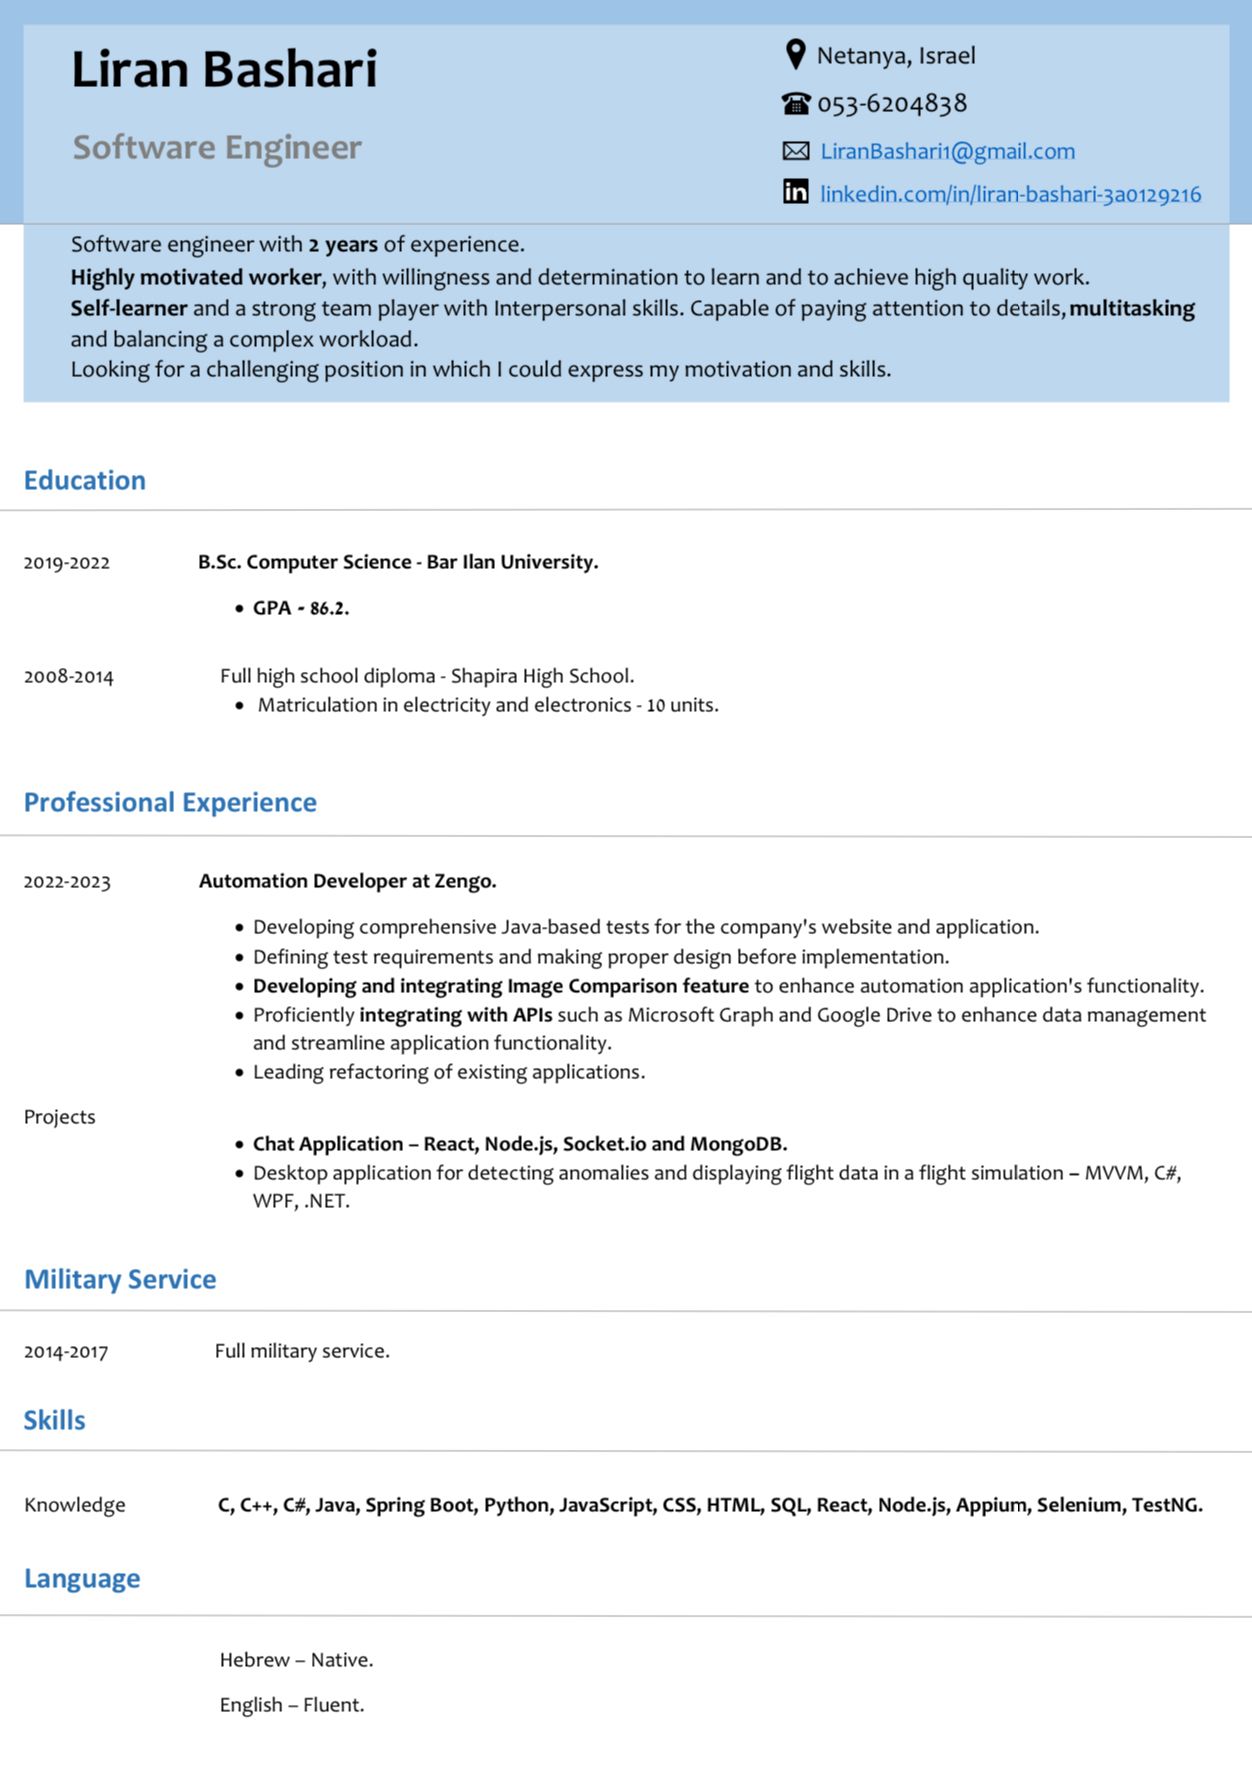 Liran Bashari
Software Engineer
Netanya, Israel
053-6204838
LiranBashari1@gmail.com
linkedin.com/in/liran-bashari-3a0129216
Software engineer with 2 years of experience.
Highly motivated worker, with willingness and determination to learn and to achieve high quality work.
Self-learner and a strong team player with Interpersonal skills. Capable of paying attention to details, multitasking
and balancing a complex workload.
Looking for a challenging position in which I could express my motivation and skills.
Education
2019-2022 B.Sc. Computer Science - Bar Ilan University.
• GPA - 86.2.
2008-2014 Full high school diploma - Shapira High School.
• Matriculation in electricity and electronics - 10 units.
Professional Experience
2022-2023 Automation Developer at Zengo.
• Developing comprehensive Java-based tests for the company's website and application.
• Defining test requirements and making proper design before implementation.
• Developing and integrating Image Comparison feature to enhance automation application's functionality.
• Proficiently integrating with APIs such as Microsoft Graph and Google Drive to enhance data management
and streamline application functionality.
• Leading refactoring of existing applications.
Projects
• Chat Application – React, Node.js, Socket.io and MongoDB.
• Desktop application for detecting anomalies and displaying flight data in a flight simulation – MVVM, C#,
WPF, .NET.
Military Service
2014-2017 Full military service.
Skills
Knowledge C, C++, C#, Java, Spring Boot, Python, JavaScript, CSS, HTML, SQL, React, Node.js, Appium, Selenium, TestNG.
Language
Hebrew – Native.
English – Fluent.